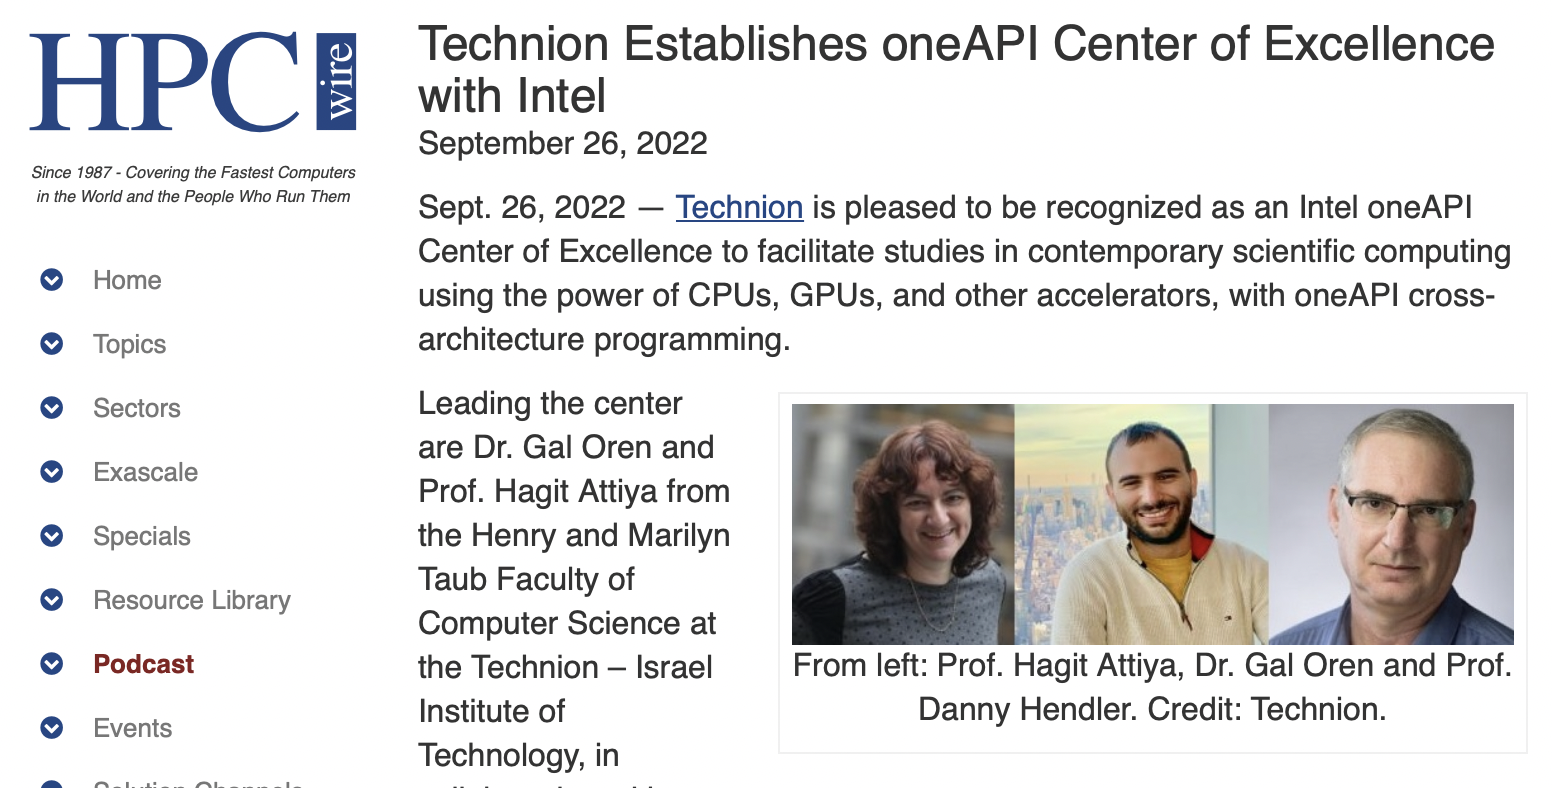 HPC wire
Since 1987 - Covering the Fastest Computers
in the World and the People Who Run Them
Home
Topics
Sectors
Exascale
Specials
Resource Library
Podcast
Events
Technion Establishes oneAPI Center of Excellence
with Intel
September 26, 2022
Sept. 26, 2022 — Technion is pleased to be recognized as an Intel oneAPI
Center of Excellence to facilitate studies in contemporary scientific computing
using the power of CPUs, GPUs, and other accelerators, with oneAPI cross-
architecture programming.
Leading the center
are Dr. Gal Oren and
Prof. Hagit Attiya from
the Henry and Marilyn
Taub Faculty of
Computer Science at
the Technion – Israel
Institute of
Technology, in
From left: Prof. Hagit Attiya, Dr. Gal Oren and Prof.
Danny Hendler. Credit: Technion.